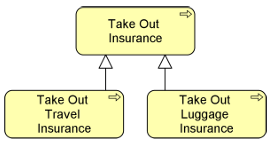 Take Out
Insurance
Take Out
Travel
Insurance
Take Out
Luggage
Insurance